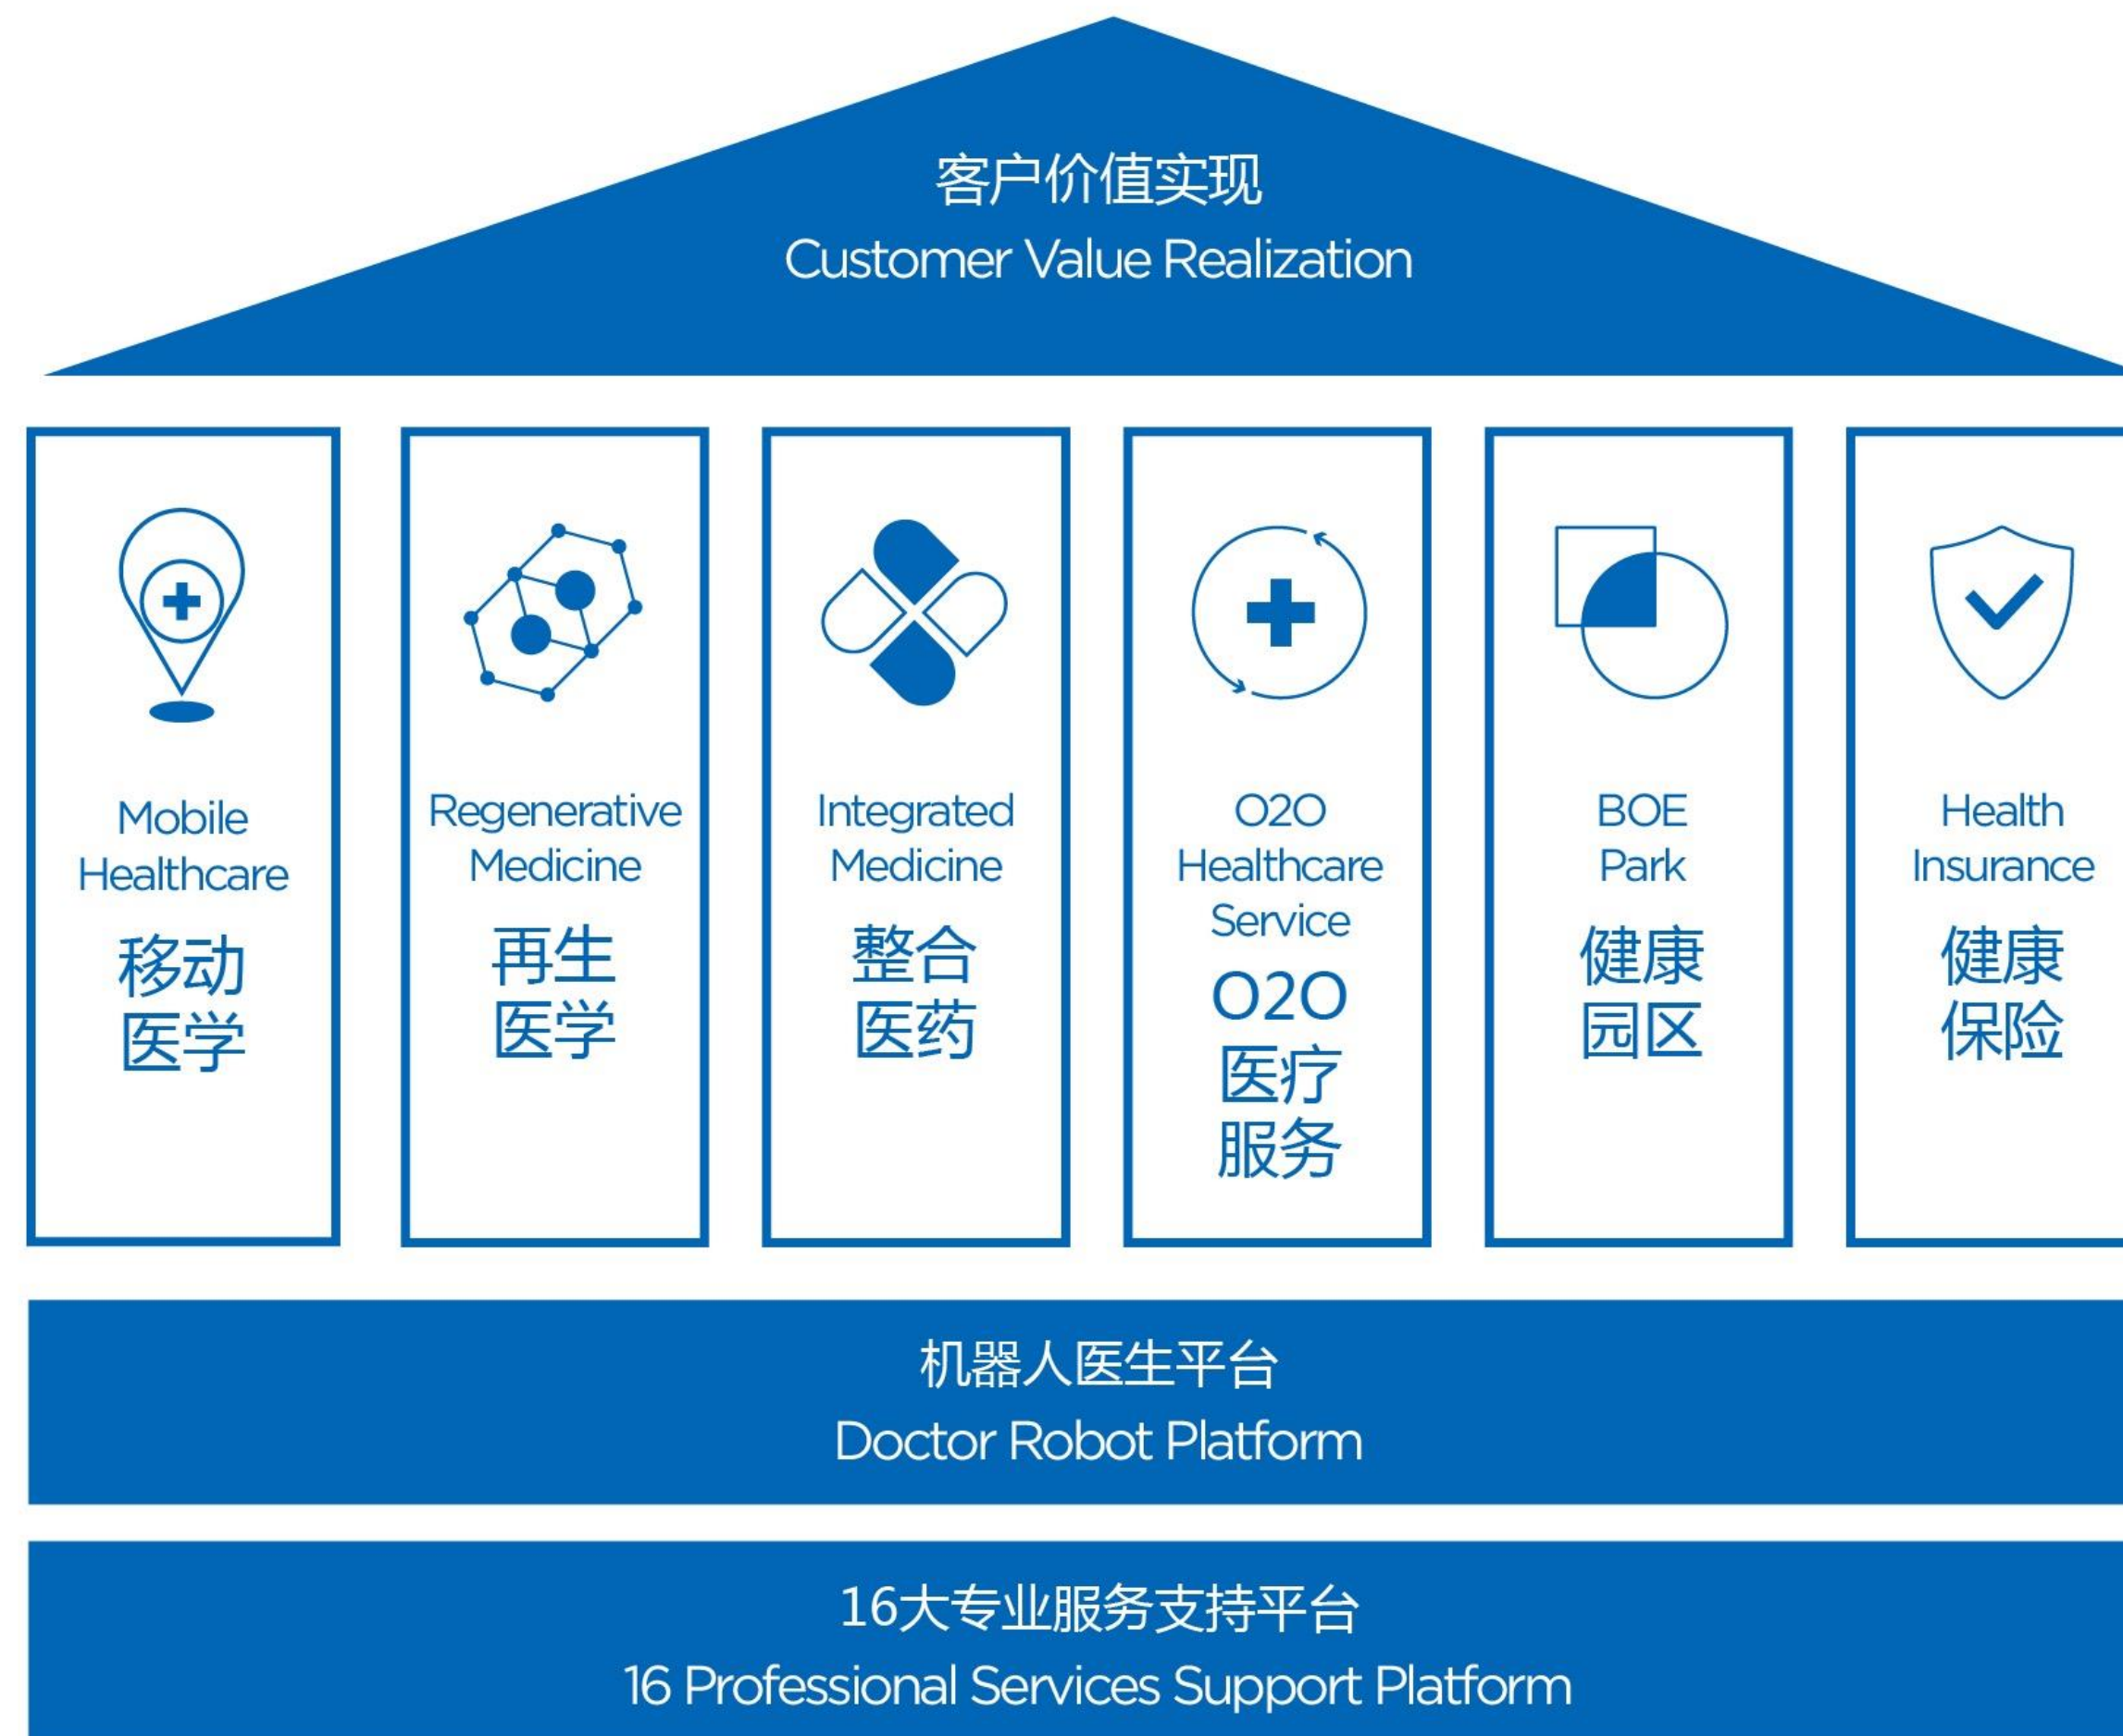 客户价值实现
Customer Value Realization
Mobile
Healthcare
移动
医学
Regenerative
Medicine
再生
医学
Integrated
Medicine
整合
医药
O2O
Healthcare
Service
O2O
医疗
服务
BOE
Park
健康
园区
Health
Insurance
健康
保险
机器人医生平台
Doctor Robot Platform
16大专业服务支持平台
16 Professional Services Support Platform